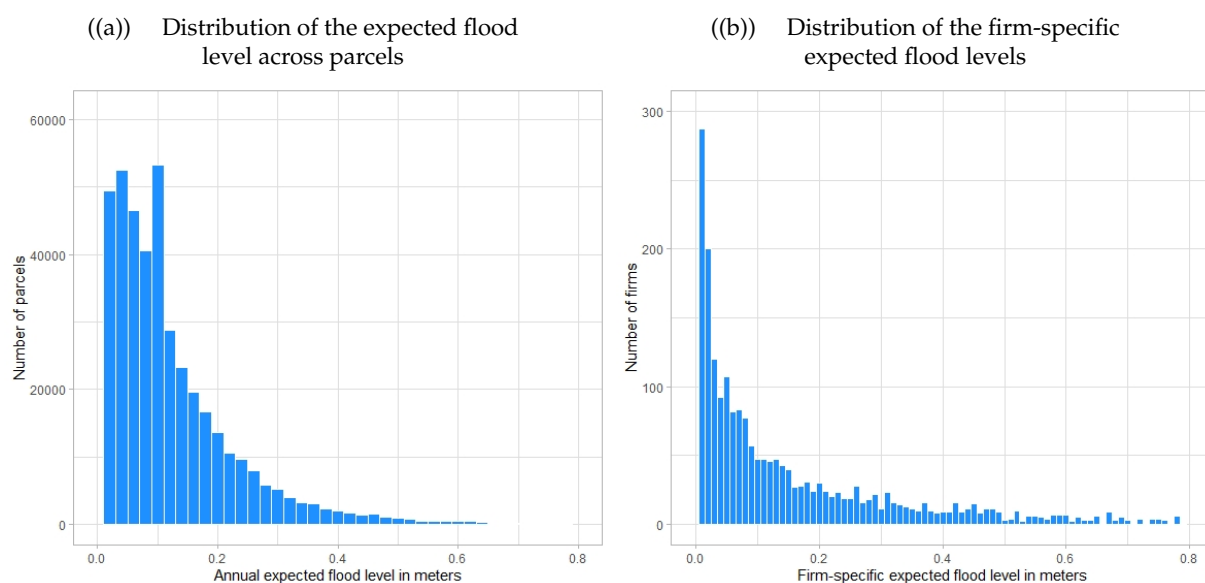 ((a)) Distribution of the expected flood
level across parcels
60000
40000
20000
0
Number of parcels
0.0 0.2 0.4 0.6 0.8
Annual expected flood level in meters
((b)) Distribution of the firm-specific
expected flood levels
300
200
100
0
Number of firms
0.0 0.2 0.4 0.6 0.8
Firm-specific expected flood level in meters